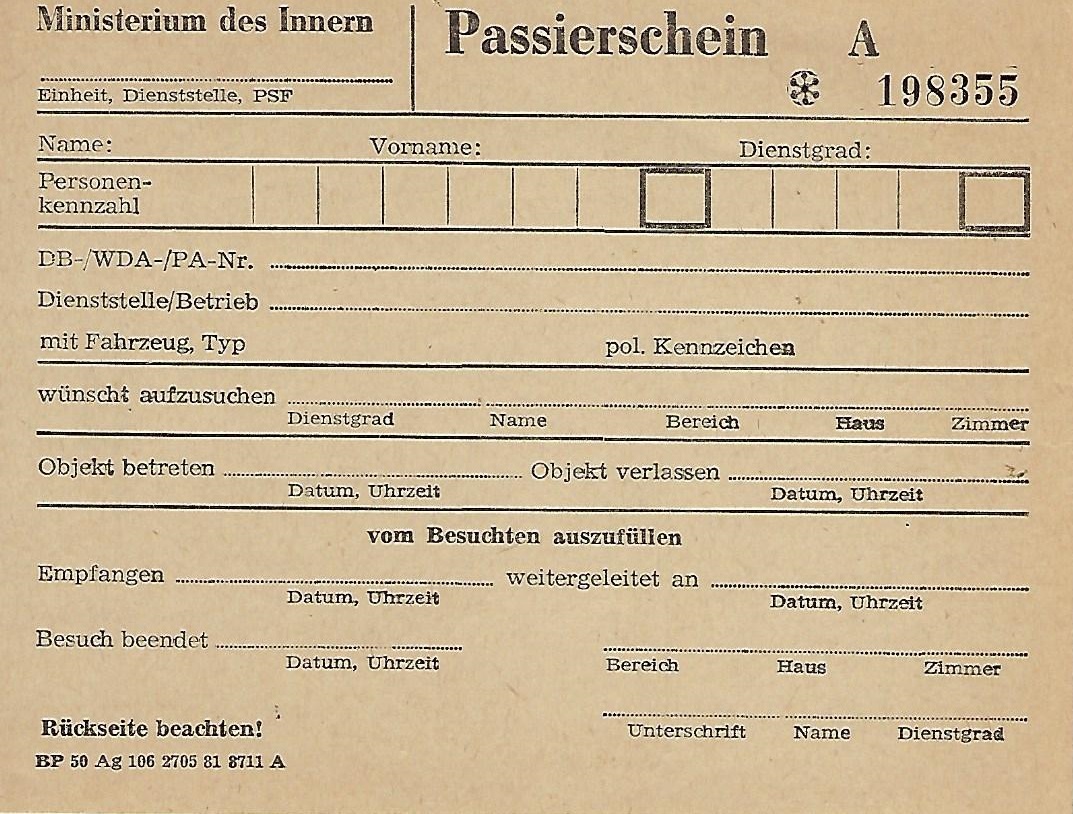 Ministerium des Innern
Passierschein A
Einheit, Dienststelle, PSF
198355
Name: Vorname: Dienstgrad:
Personen-
kennzahl
DB-/WDA-/PA-Nr.
Dienststelle/Betrieb
mit Fahrzeug, Typ pol. Kennzeichen
wünscht aufzusuchen
Dienstgrad Name Bereich Haus Zimmer
Objekt betreten Objekt verlassen
Datum, Uhrzeit Datum, Uhrzeit
vom Besuchten auszufüllen
Empfangen weitergeleitet an
Datum, Uhrzeit Datum, Uhrzeit
Besuch beendet
Datum, Uhrzeit Bereich Haus Zimmer
Rückseite beachten!
Unterschrift Name Dienstgrad
BP 50 Ag 106 2705 81 8711 A